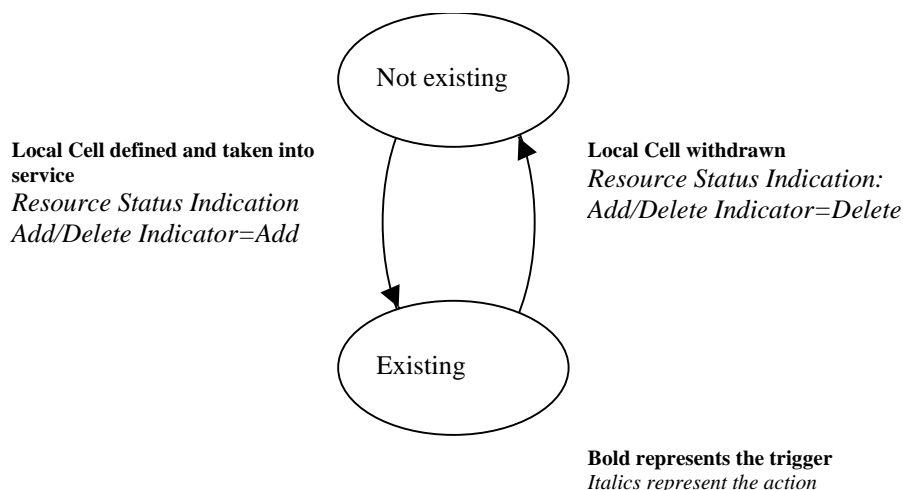 Not existing
Local Cell defined and taken into
service
Resource Status Indication
Add/Delete Indicator=Add
Local Cell withdrawn
Resource Status Indication:
Add/Delete Indicator=Delete
Existing
Bold represents the trigger
Italics represent the action